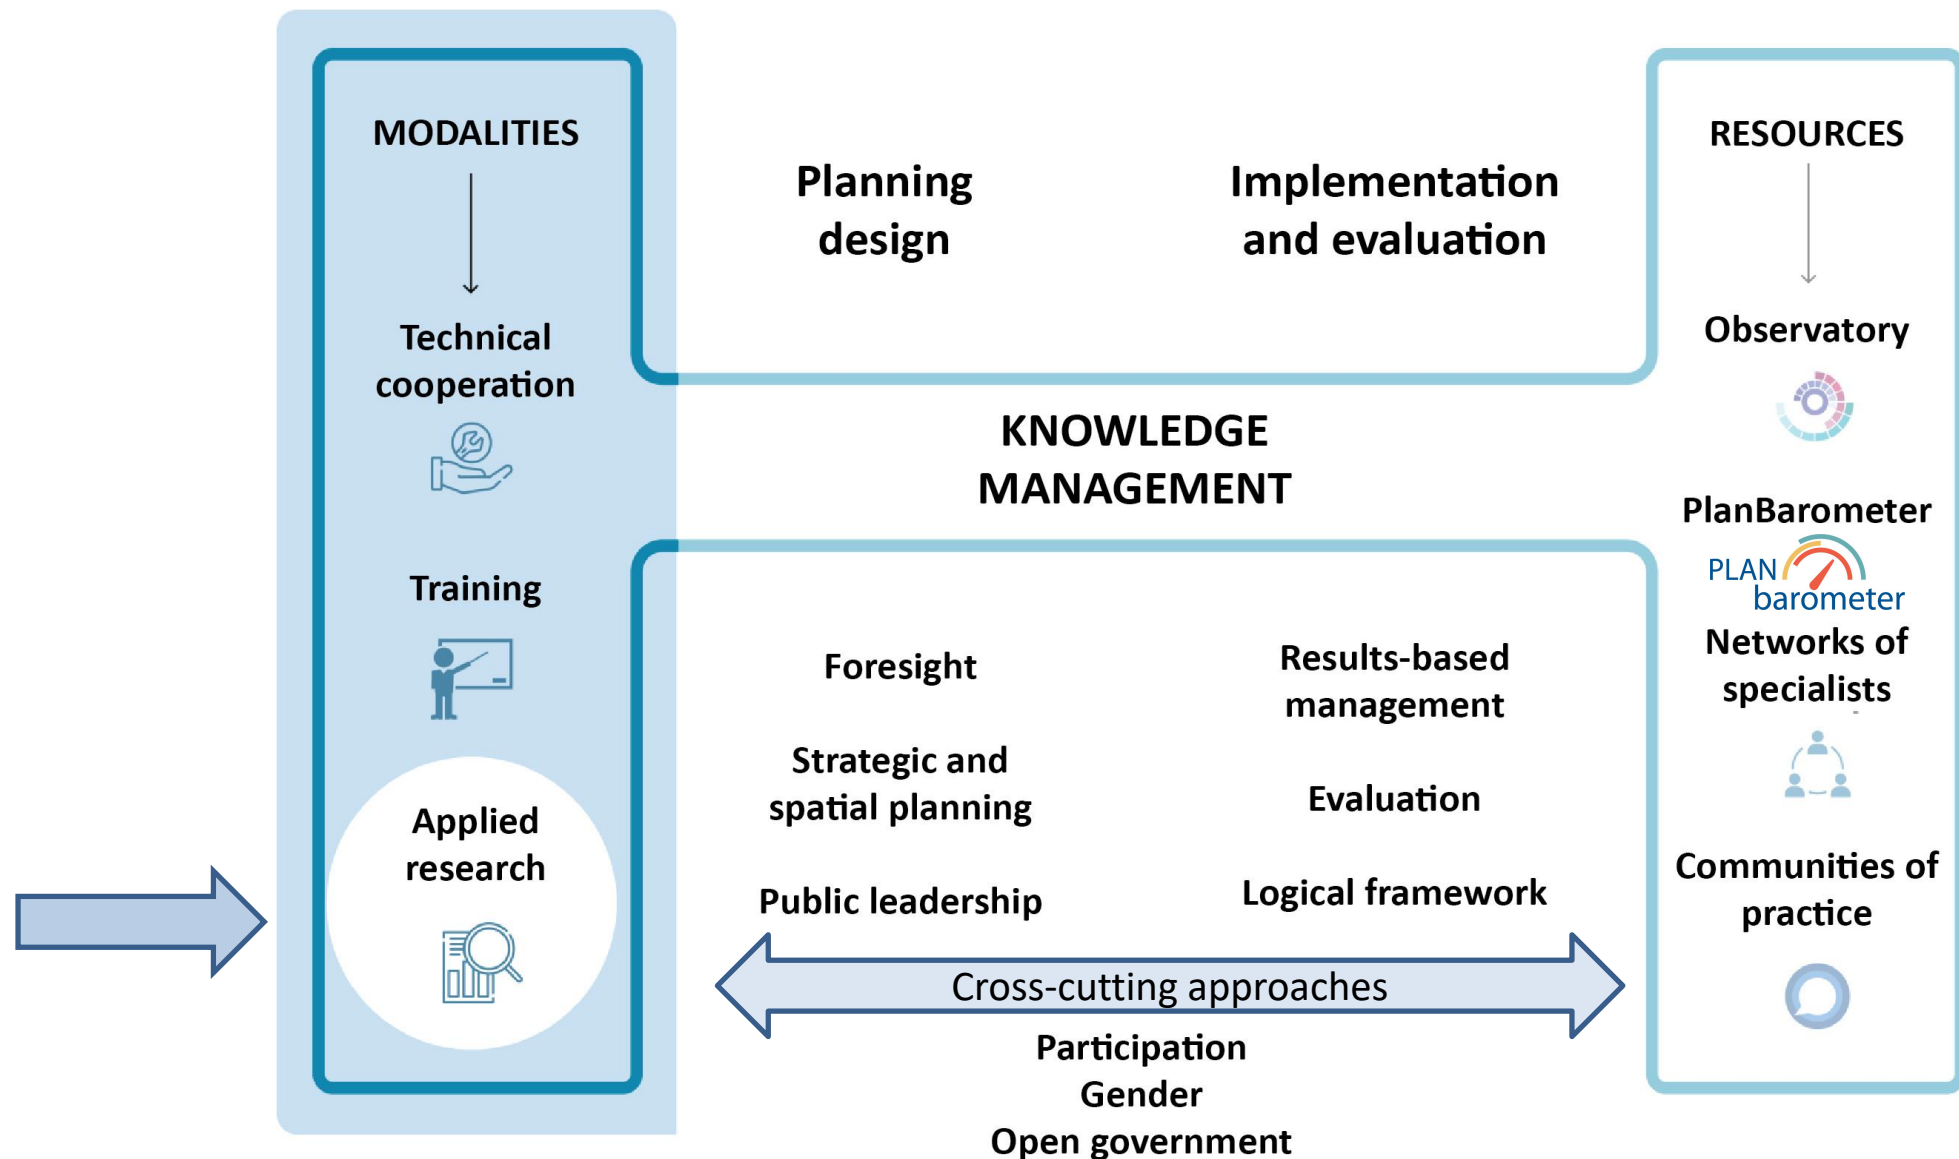 MODALITIES
Technical
cooperation
Training
Applied
research
Planning
design
Implementation
and evaluation
KNOWLEDGE
MANAGEMENT
Foresight
Strategic and
spatial planning
Public leadership
Results-based
management
Evaluation
Logical framework
Cross-cutting approaches
Participation
Gender
Open government
RESOURCES
Observatory
PlanBarometer
PLAN
barometer
Networks of
specialists
Communities of
practice